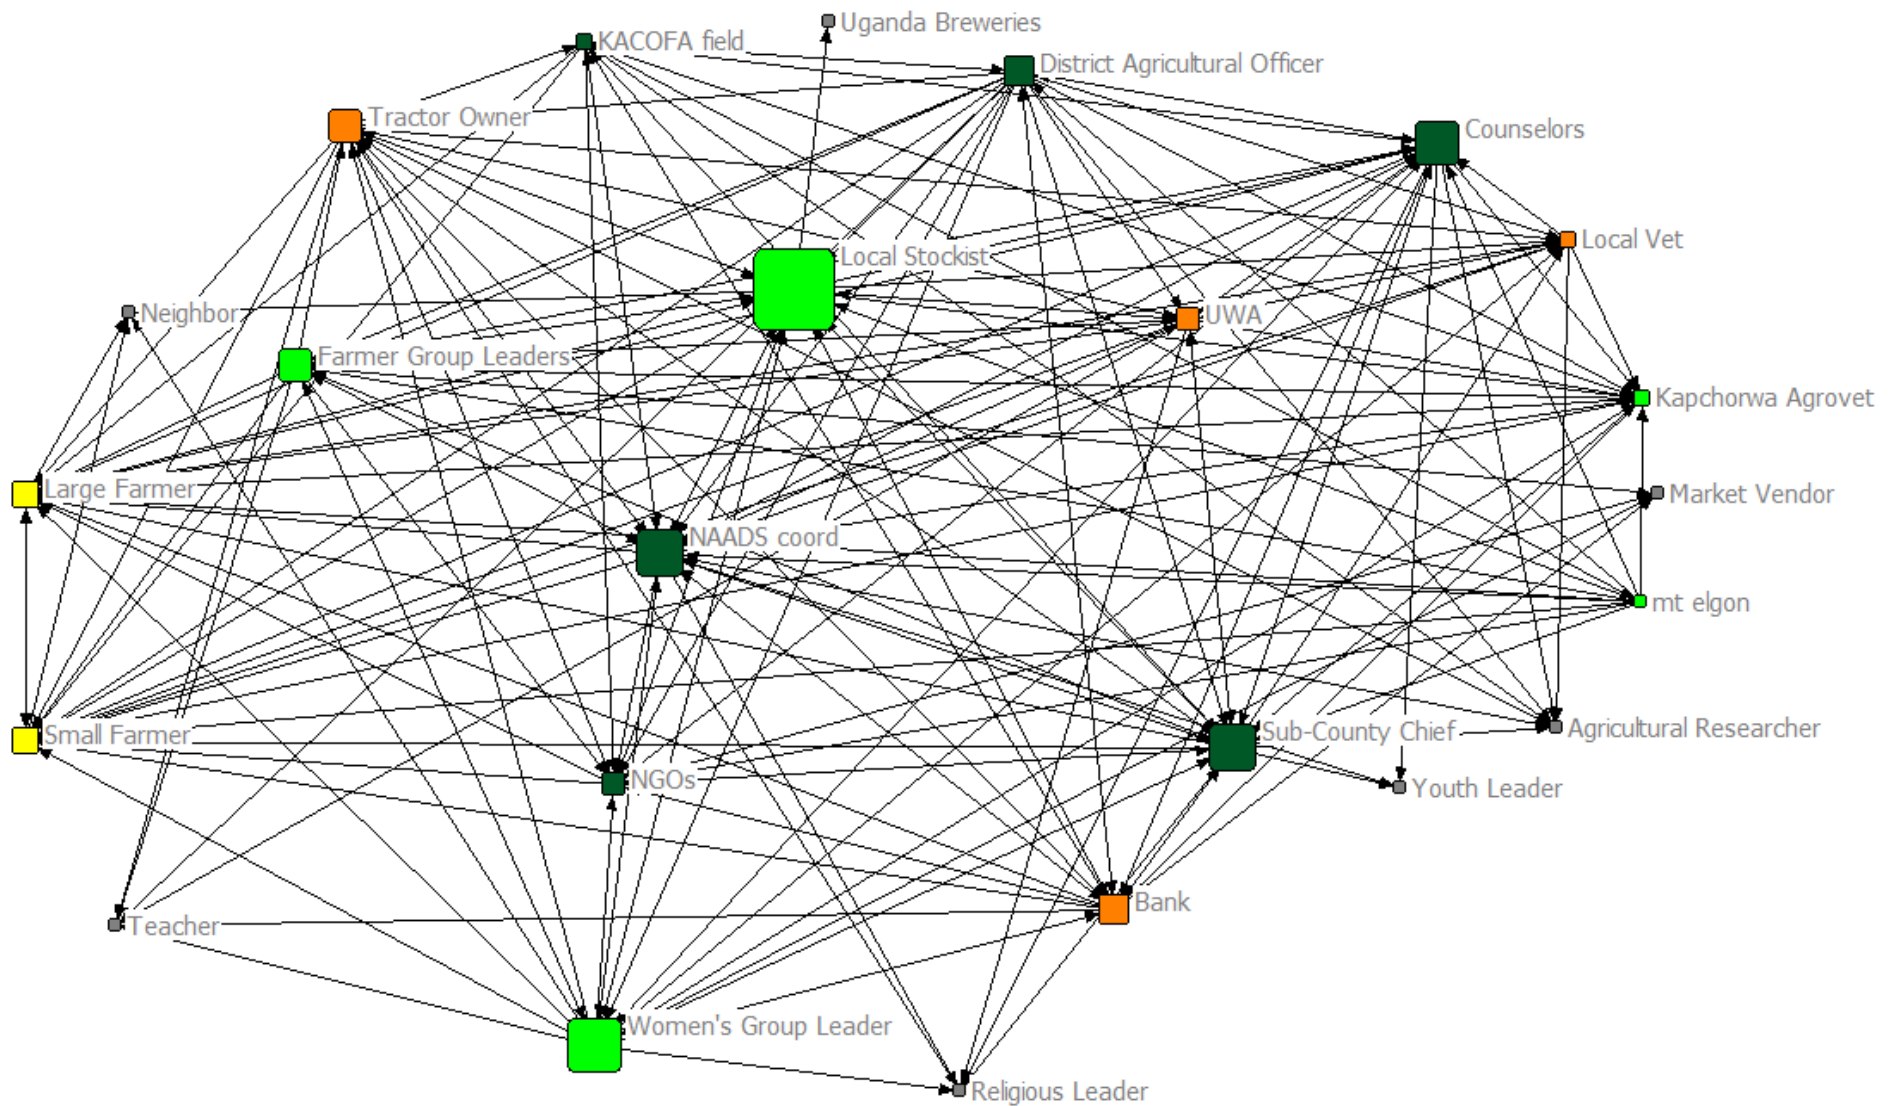 Uganda Breweries
KACOFA field
District Agricultural Officer
Tractor Owner
Counselors
Local Vet
Local Stockist
Neighbor
UWA
Farmer Group Leaders
Kapchorwa Agrovet
Large Farmer
Market Vendor
NAADS coord
mt elgon
Agricultural Researcher
Sub-County Chief
Small Farmer
NGOs
Youth Leader
Bank
Teacher
Women's Group Leader
Religious Leader